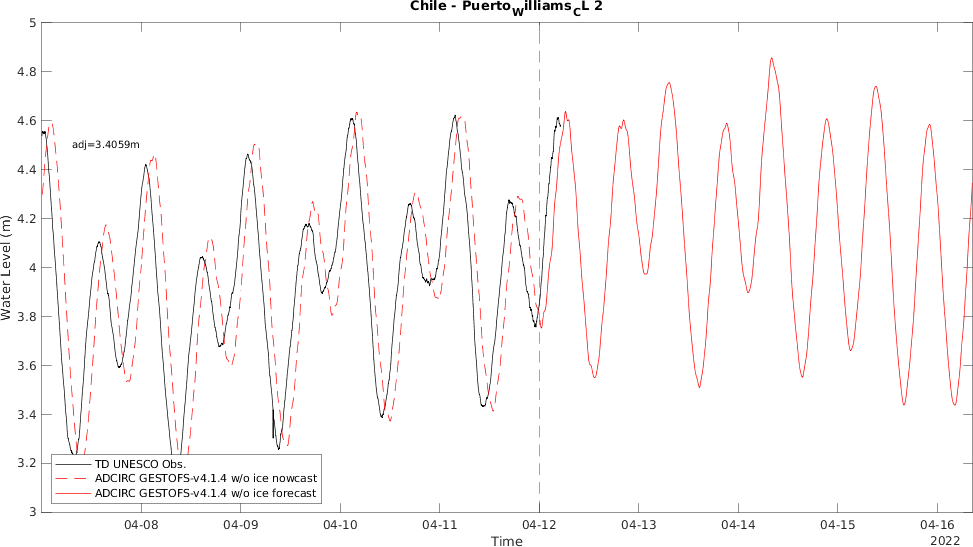 Chile - PuertoWilliamsCL 2
5
4.8
4.6
4.4
4.2
4
3.8
3.6
3.4
3.2
3
Water Level (m)
adj=3.4059m
TD UNESCO Obs.
ADCIRC GESTOFS-v4.1.4 w/o ice nowcast
ADCIRC GESTOFS-v4.1.4 w/o ice forecast
04-08 04-09 04-10 04-11 04-12 04-13 04-14 04-15 04-16
Time
2022